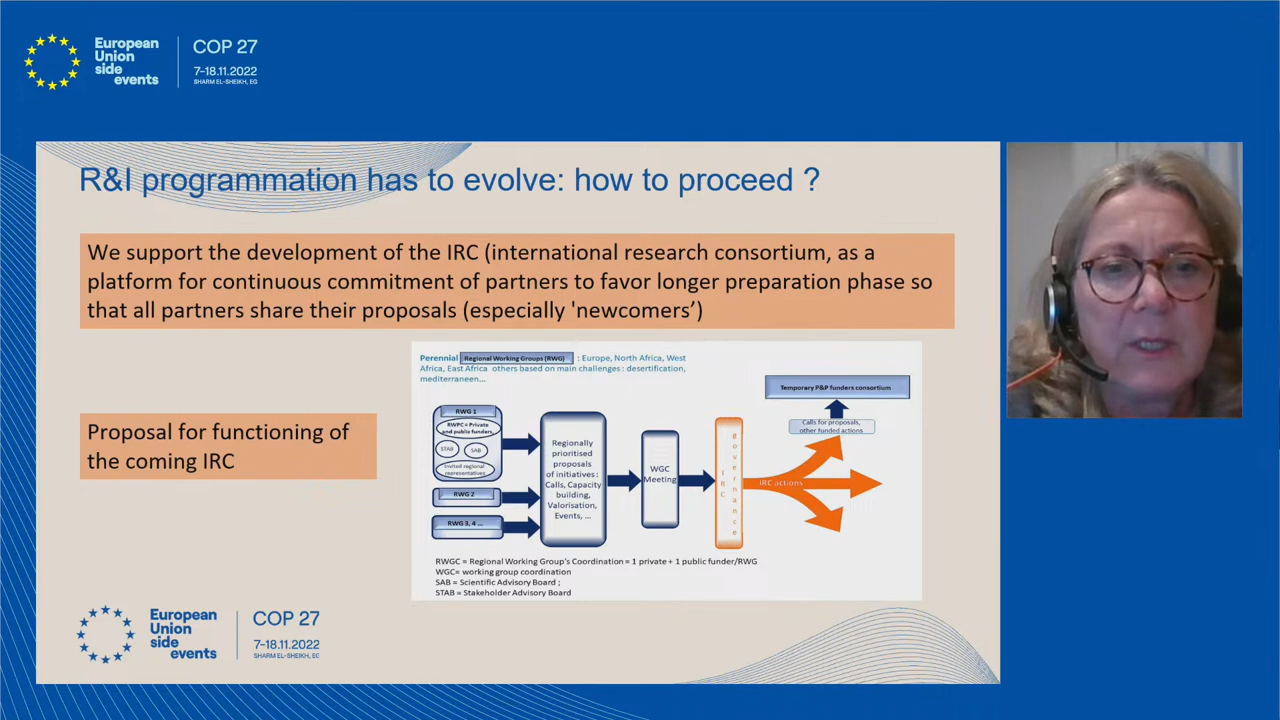 European
Union
side
events
COP 27
7-18.11.2022
SHARM EL-SHEIKH, EG
R&I programmation has to evolve: how to proceed ?
We support the development of the IRC (international research consortium, as a
platform for continuous commitment of partners to favor longer preparation phase so
that all partners share their proposals (especially 'newcomers’)
Proposal for functioning of
the coming IRC
Perennial Regional Working Groups (RWG) : Europe, North Africa, West
Africa, East Africa others based on main challenges : desertification,
mediterraneen...
RWG 1
RWPC = Private
and public funders,
STAB
SAB
Invited regional
representatives
RWG 2
RWG 3, 4 ...
Regionally
prioritised
proposals
of initiatives :
Calls, Capacity
building,
Valorisation,
Events, ...
WGC
Meeting
IRC
governance
IRC actions
Temporary P&P funders consortium
Calls for proposals,
other funded actions
RWGC = Regional Working Group's Coordination = 1 private + 1 public funder/RWG
WGC= working group coordination
SAB = Scientific Advisory Board ;
STAB = Stakeholder Advisory Board
European
Union
side
events
COP 27
7-18.11.2022
SHARM EL-SHEIKH, EG